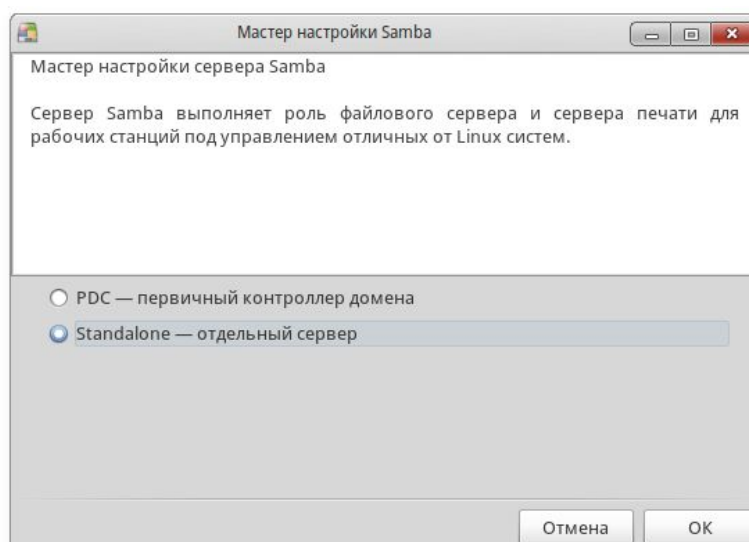 Мастер настройки Samba
Мастер настройки сервера Samba
Сервер Samba выполняет роль файлового сервера и сервера печати для
рабочих станций под управлением отличных от Linux систем.
PDC — первичный контроллер домена
Standalone — отдельный сервер
Отмена
ОК